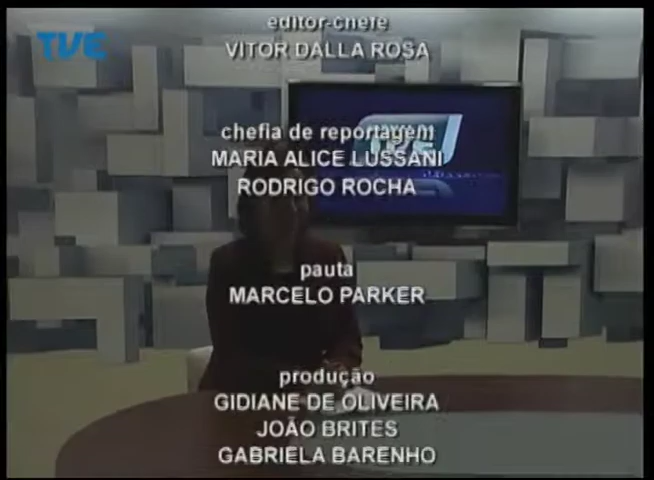 editor-chefe
TVE
VITOR DALLA ROSA
chefia de reportagem
TVE
MARIA ALICE LUSSANI
RODRIGO ROCHA
pauta
MARCELO PARKER
produção
GIDIANE DE OLIVEIRA
JOÃO BRITES
GABRIELA BARENHO